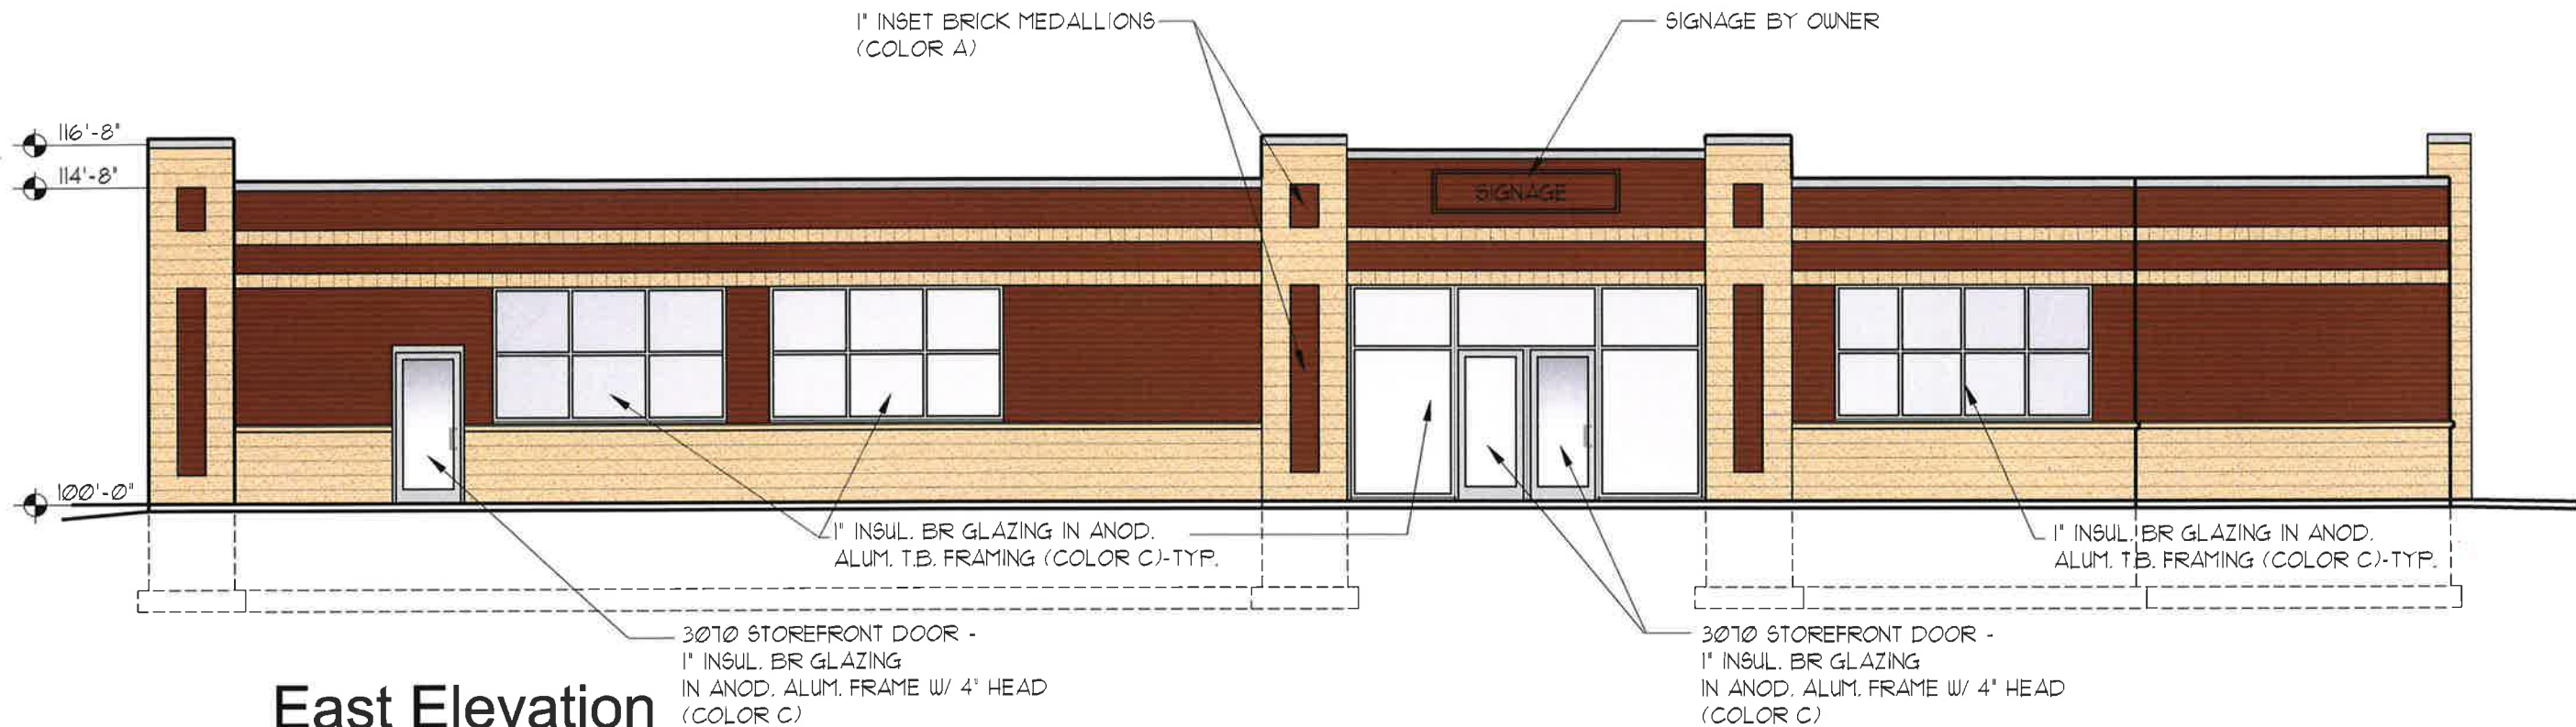 1" INSET BRICK MEDALLIONS
(COLOR A)
SIGNAGE BY OWNER
116'-8"
114'-8"
SIGNAGE
100'-0"
1" INSUL. BR GLAZING IN ANOD.
ALUM. T.B. FRAMING (COLOR C)-TYP.
1" INSUL. BR GLAZING IN ANOD.
ALUM. T.B. FRAMING (COLOR C)-TYP.
3070 STOREFRONT DOOR -
1" INSUL. BR GLAZING
IN ANOD. ALUM. FRAME W/ 4" HEAD
(COLOR C)
3070 STOREFRONT DOOR -
1" INSUL. BR GLAZING
IN ANOD. ALUM. FRAME W/ 4" HEAD
(COLOR C)
East Elevation